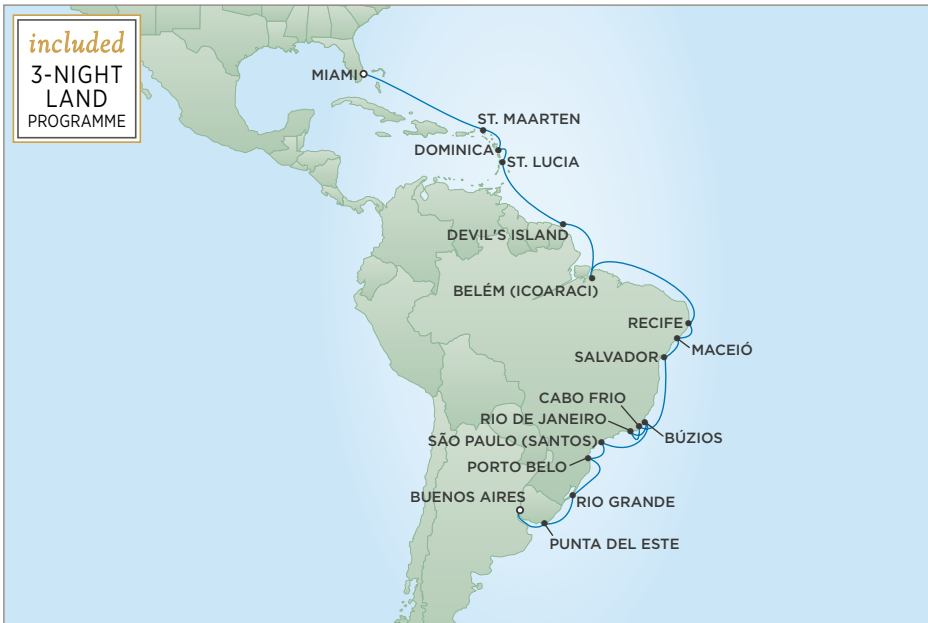 included
3-NIGHT
LAND
PROGRAMME
MIAMI
ST. MAARTEN
DOMINICA
ST. LUCIA
DEVIL'S ISLAND
BELÉM (ICOARACI)
RECIFE
MACEIÓ
SALVADOR
CABO FRIO
RIO DE JANEIRO
BÚZIOS
SÃO PAULO (SANTOS)
PORTO BELO
BUENOS AIRES
RIO GRANDE
PUNTA DEL ESTE